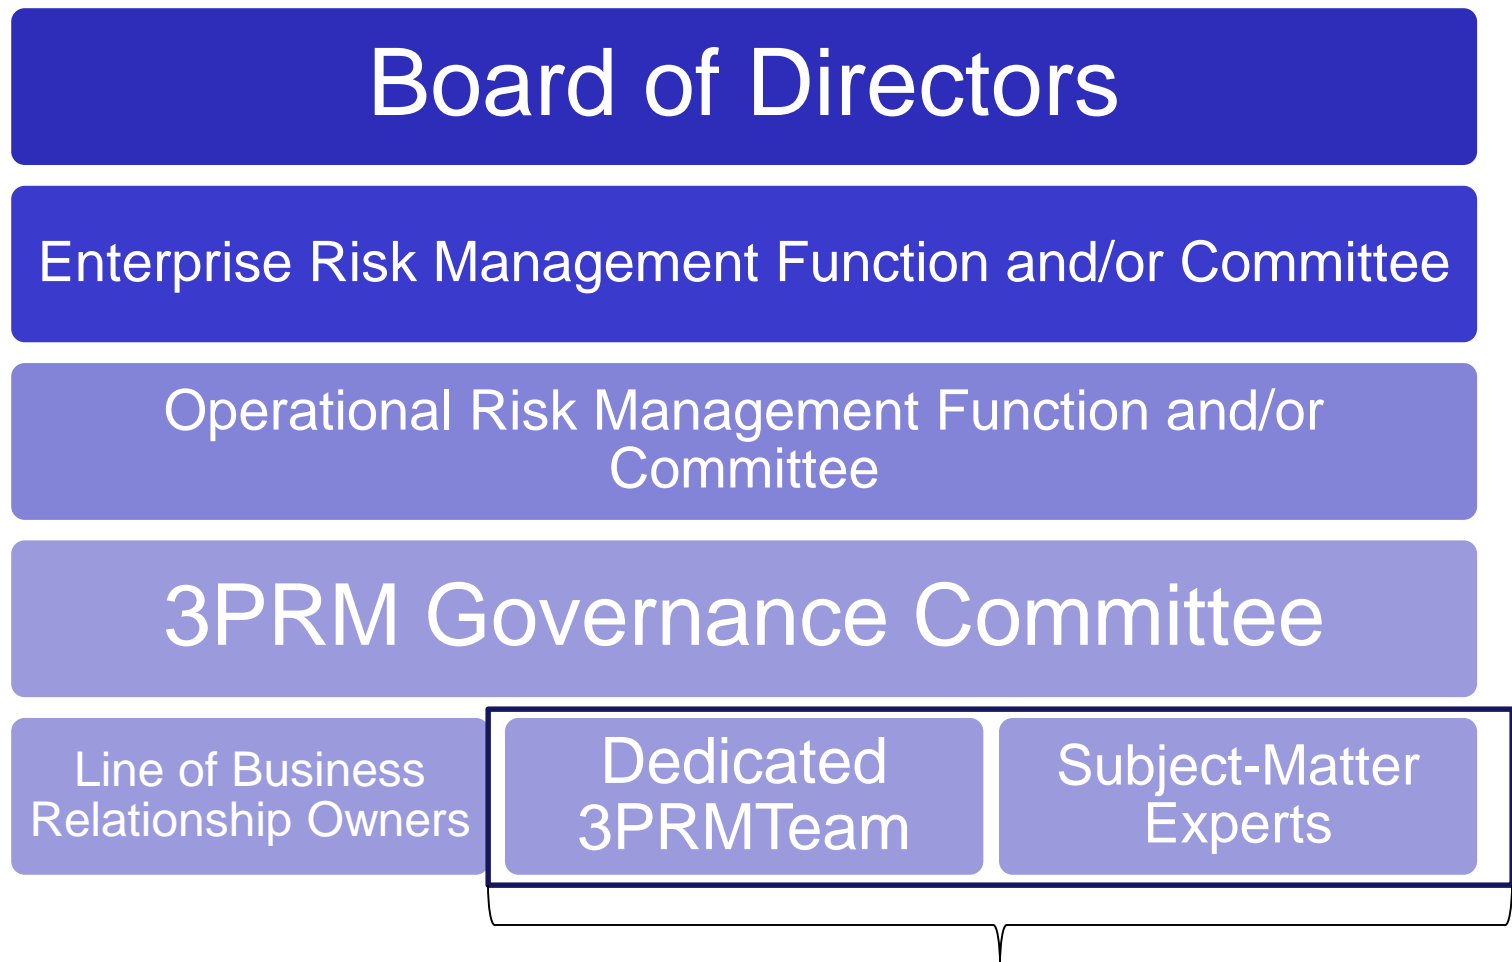 Board of Directors
Enterprise Risk Management Function and/or Committee
Operational Risk Management Function and/or
Committee
3PRM Governance Committee
Line of Business
Relationship Owners
Dedicated
3PRMTeam
Subject-Matter
Experts